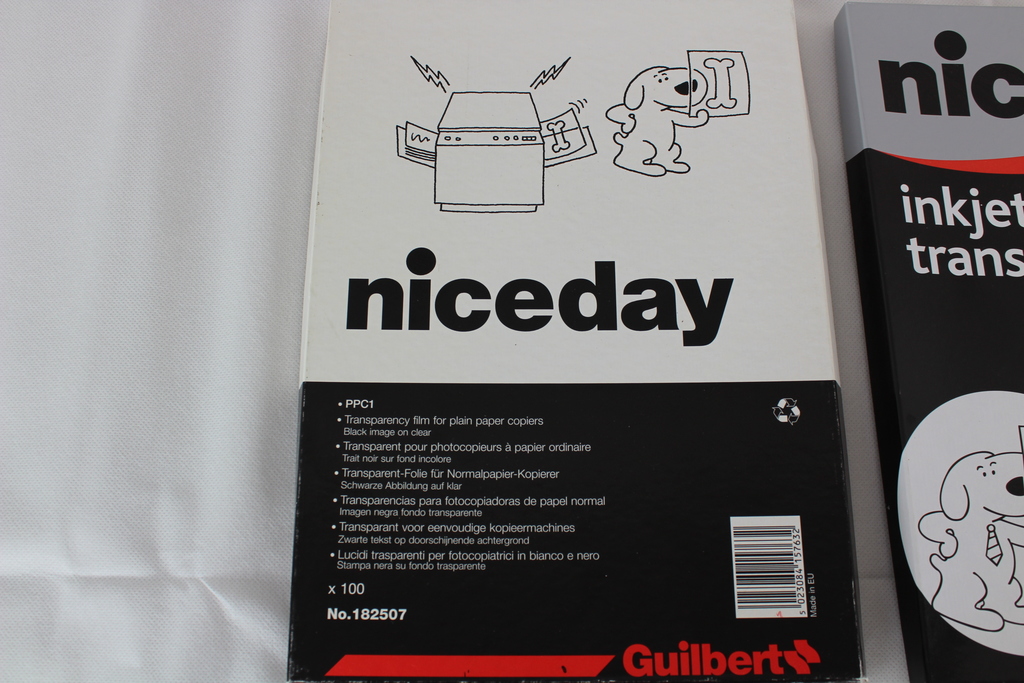 niceday
• PPC1
• Transparency film for plain paper copiers
Black image on clear
• Transparent pour photocopieurs à papier ordinaire
Trait noir sur fond incolore
• Transparent-Folie für Normalpapier-Kopierer
Schwarze Abbildung auf klar
• Transparencias para fotocopiadoras de papel normal
Imagen negra fondo transparente
• Transparant voor eenvoudige kopieermachines
Zwarte tekst op doorschijnende achtergrond
• Lucidi trasparenti per fotocopiatrici in bianco e nero
Stampa nera su fondo trasparente
x 100
No.182507
5 023084 157632
Made in EU
Guilbert
nic
inkjet
trans